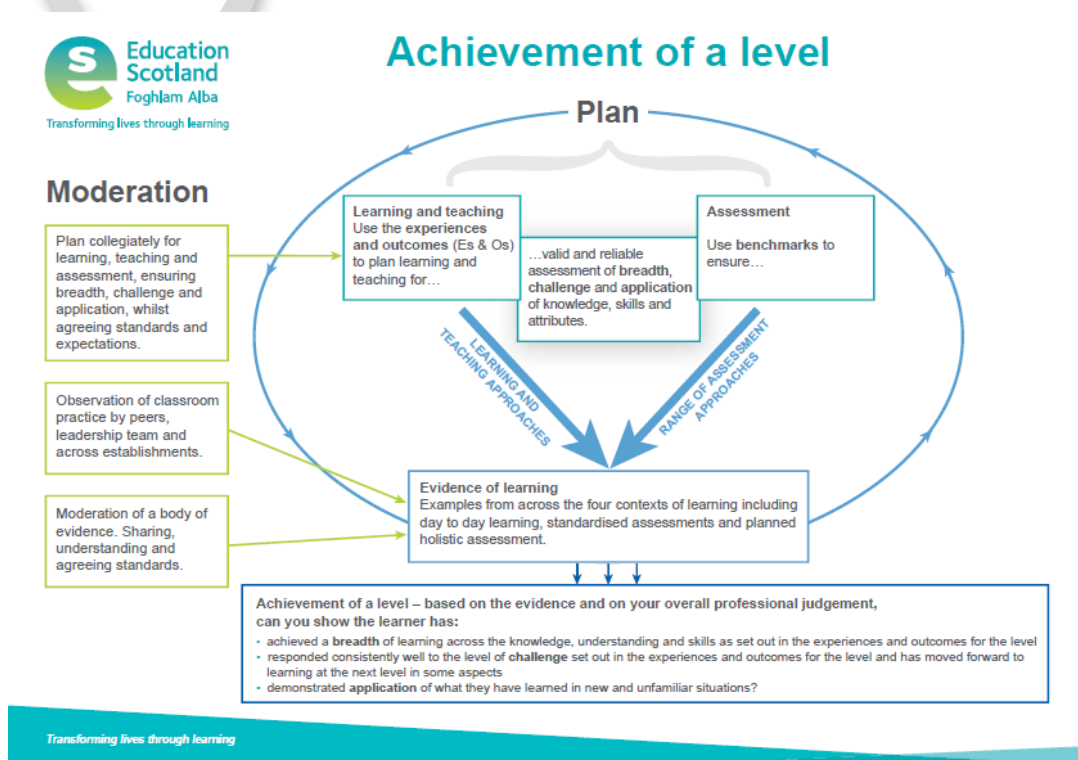 Education
Scotland
Foghlam Alba
Transforming lives through learning
Achievement of a level
Plan
Moderation
Plan collegiately for
learning, teaching and
assessment, ensuring
breadth, challenge and
application, whilst
agreeing standards and
expectations.
Observation of classroom
practice by peers,
leadership team and
across establishments.
Moderation of a body of
evidence. Sharing,
understanding and
agreeing standards.
Learning and teaching
Use the experiences
and outcomes (Es & Os)
to plan learning and
teaching for…
…valid and reliable
assessment of breadth,
challenge and application
of knowledge, skills and
attributes.
Assessment
Use benchmarks to
ensure…
LEARNING AND
TEACHING APPROACHES
RANGE OF ASSESSMENT
APPROACHES
Evidence of learning
Examples from across the four contexts of learning including
day to day learning, standardised assessments and planned
holistic assessment.
Achievement of a level – based on the evidence and on your overall professional judgement,
can you show the learner has:
• achieved a breadth of learning across the knowledge, understanding and skills as set out in the experiences and outcomes for the level
• responded consistently well to the level of challenge set out in the experiences and outcomes for the level and has moved forward to
learning at the next level in some aspects
• demonstrated application of what they have learned in new and unfamiliar situations?
Transforming lives through learning